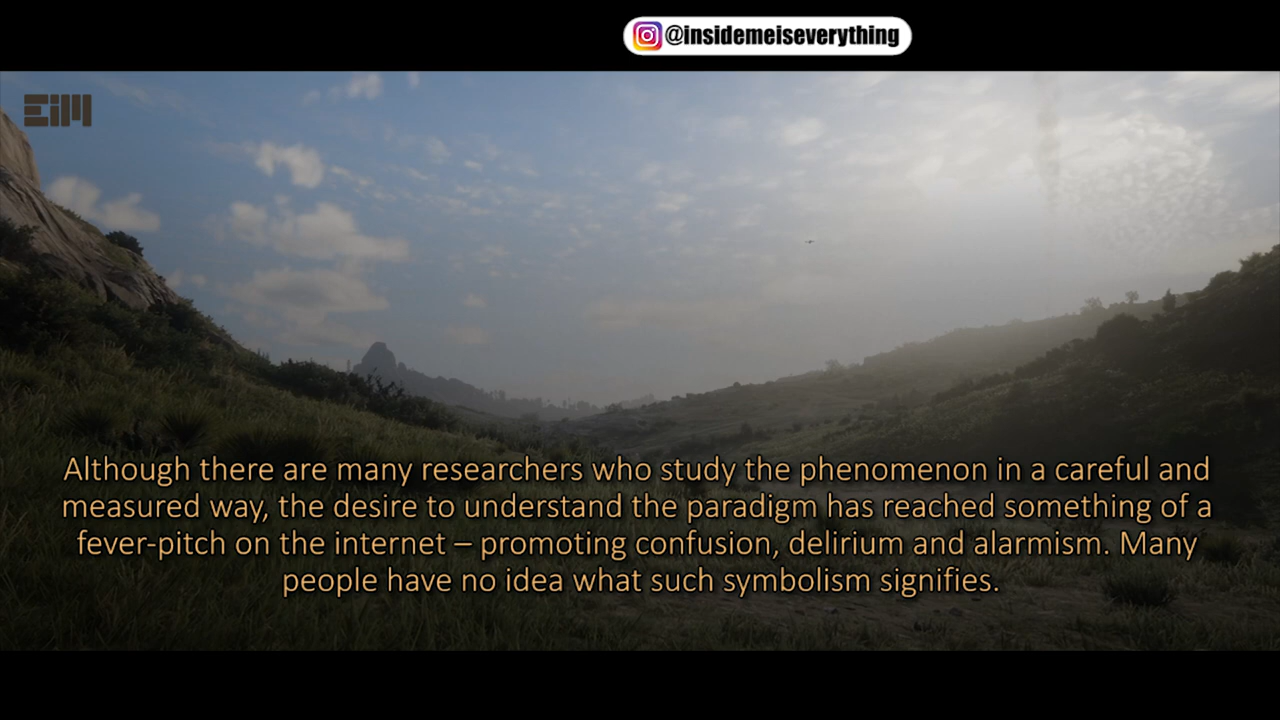 @insidemeiseverything
EiM
Although there are many researchers who study the phenomenon in a careful and
measured way, the desire to understand the paradigm has reached something of a
fever-pitch on the internet – promoting confusion, delirium and alarmism. Many
people have no idea what such symbolism signifies.